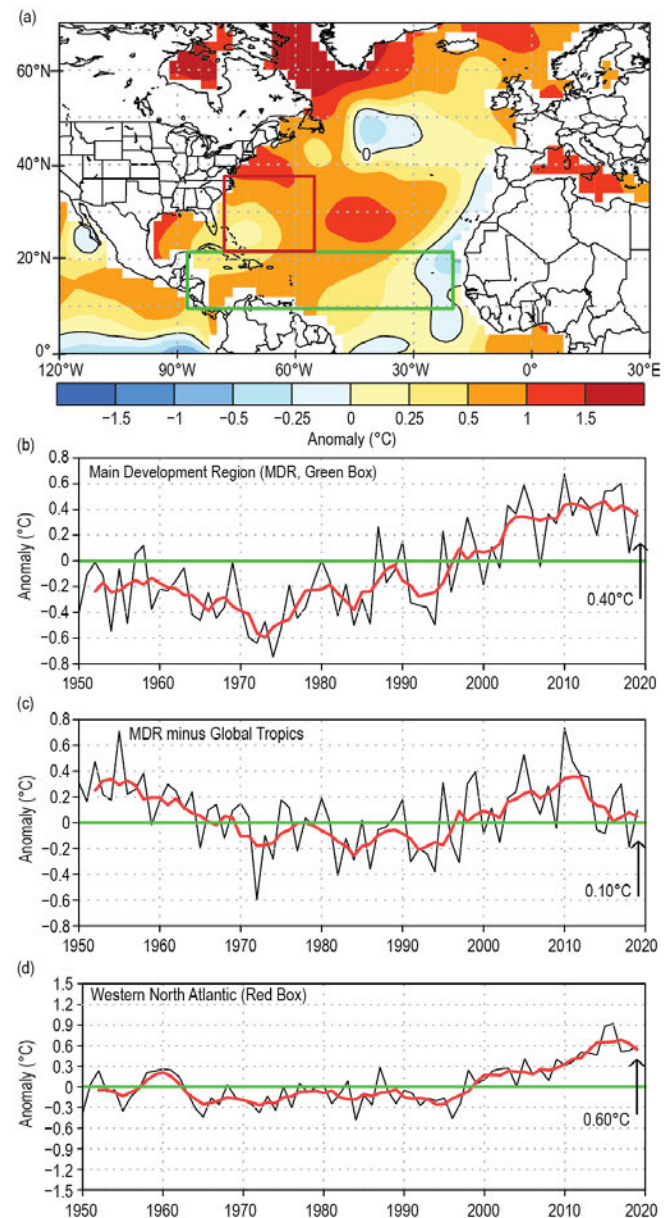 (a)
60°N
40°N
20°N
0°
0
120°W 90°W 60°W 30°W 0° 30°E
−1.5 −1 −0.5 −0.25 0 0.25 0.5 1 1.5
Anomaly (°C)
(b)
Main Development Region (MDR, Green Box)
Anomaly (°C)
0.8
0.6
0.4
0.2
0
−0.2
−0.4
−0.6
−0.8
0.40°C
1950 1960 1970 1980 1990 2000 2010 2020
(c)
MDR minus Global Tropics
Anomaly (°C)
0.8
0.6
0.4
0.2
0
−0.2
−0.4
−0.6
−0.8
0.10°C
1950 1960 1970 1980 1990 2000 2010 2020
(d)
Western North Atlantic (Red Box)
Anomaly (°C)
1.5
1.2
0.9
0.6
0.3
0
−0.3
−0.6
−0.9
−1.2
−1.5
0.60°C
1950 1960 1970 1980 1990 2000 2010 2020